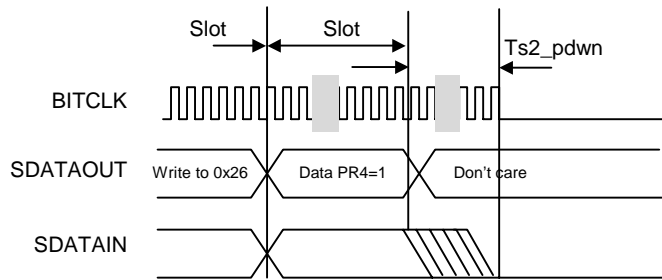 Slot Slot
Ts2_pdwn
BITCLK
SDATAOUT Write to 0x26 Data PR4=1 Don't care
SDATAIN